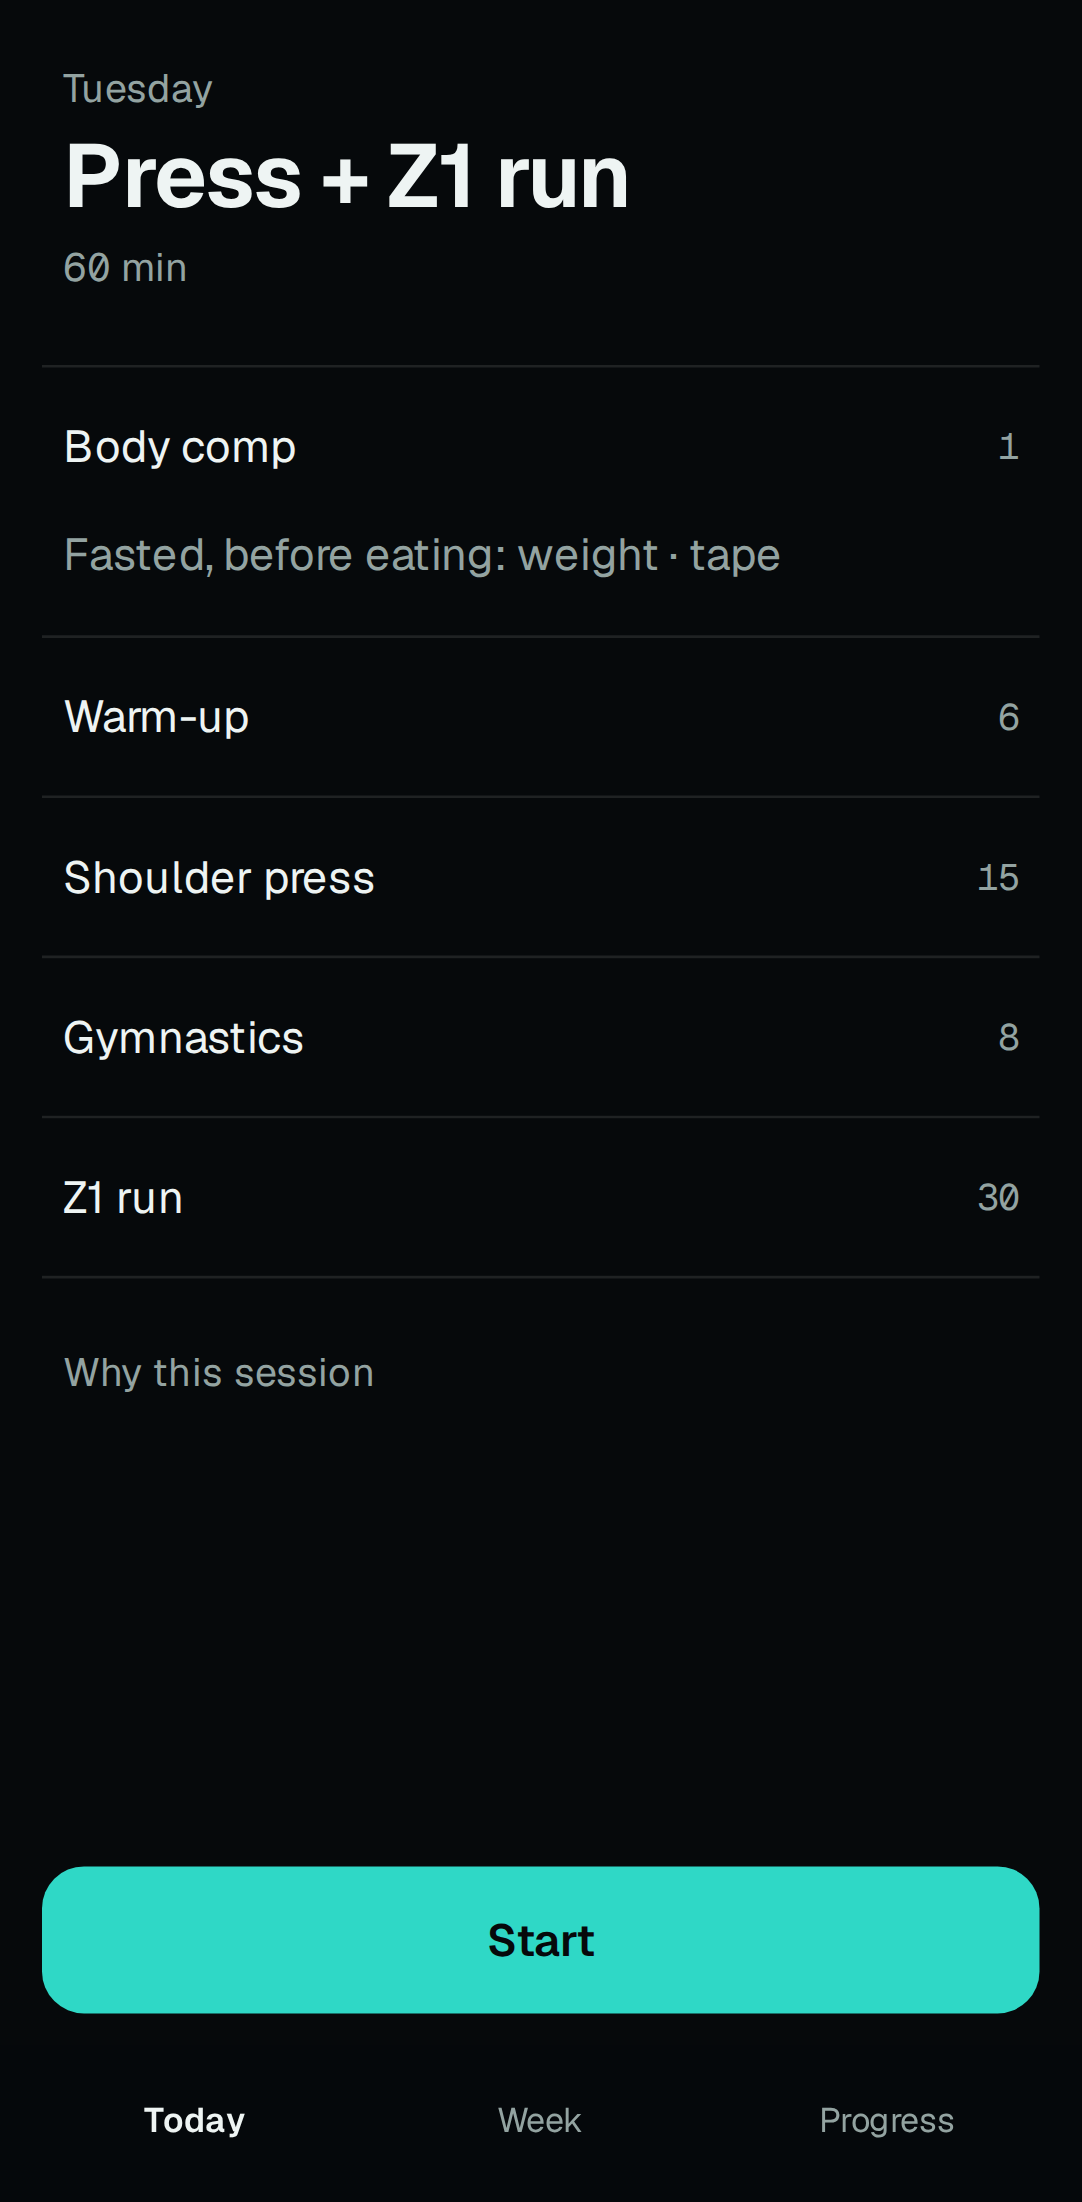 Tuesday
Press + Z1 run
60 min
Body comp 1
Fasted, before eating: weight · tape
Warm-up 6
Shoulder press 15
Gymnastics 8
Z1 run 30
Why this session
Start
Today Week Progress